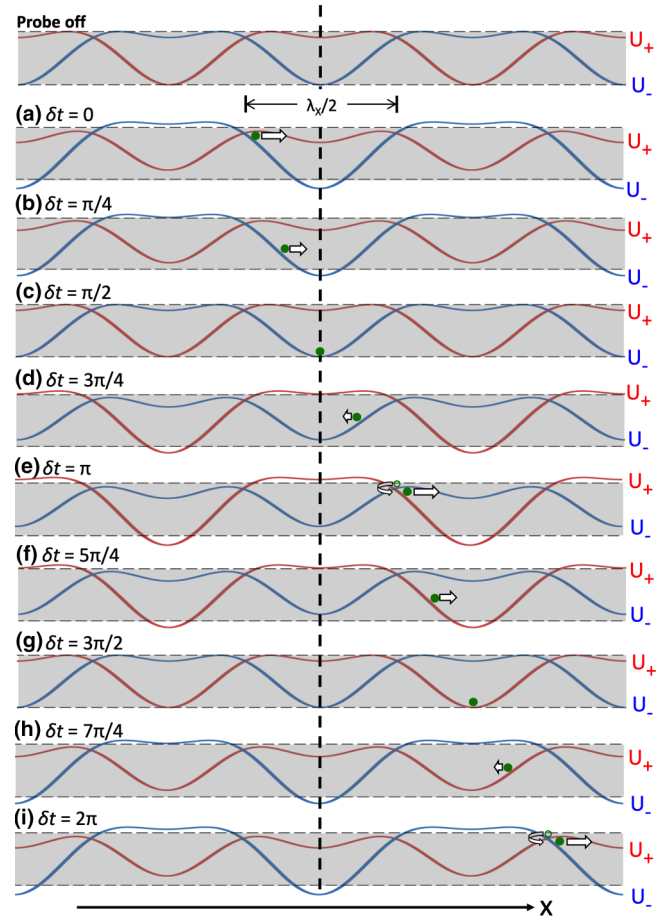 Probe off
U₊
U₋
λₓ/2
(a) δt = 0
U₊
U₋
(b) δt = π/4
U₊
U₋
(c) δt = π/2
U₊
U₋
(d) δt = 3π/4
U₊
U₋
(e) δt = π
U₊
U₋
(f) δt = 5π/4
U₊
U₋
(g) δt = 3π/2
U₊
U₋
(h) δt = 7π/4
U₊
U₋
(i) δt = 2π
U₊
U₋
X